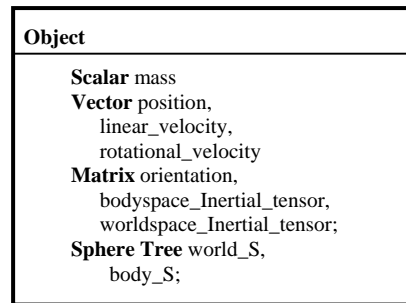 Object
Scalar mass
Vector position,
linear_velocity,
rotational_velocity
Matrix orientation,
bodyspace_Inertial_tensor,
worldspace_Inertial_tensor;
Sphere Tree world_S,
body_S;